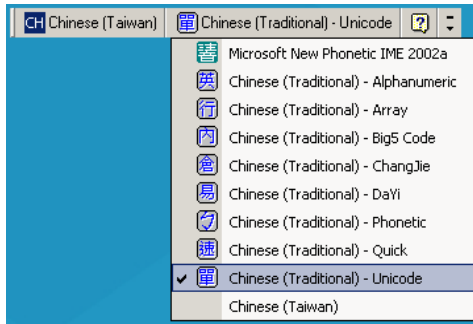 CH Chinese (Taiwan) 單 Chinese (Traditional) - Unicode ?
Microsoft New Phonetic IME 2002a
英 Chinese (Traditional) - Alphanumeric
行 Chinese (Traditional) - Array
內 Chinese (Traditional) - Big5 Code
倉 Chinese (Traditional) - ChangJie
易 Chinese (Traditional) - DaYi
ㄅ Chinese (Traditional) - Phonetic
速 Chinese (Traditional) - Quick
單 Chinese (Traditional) - Unicode
Chinese (Taiwan)